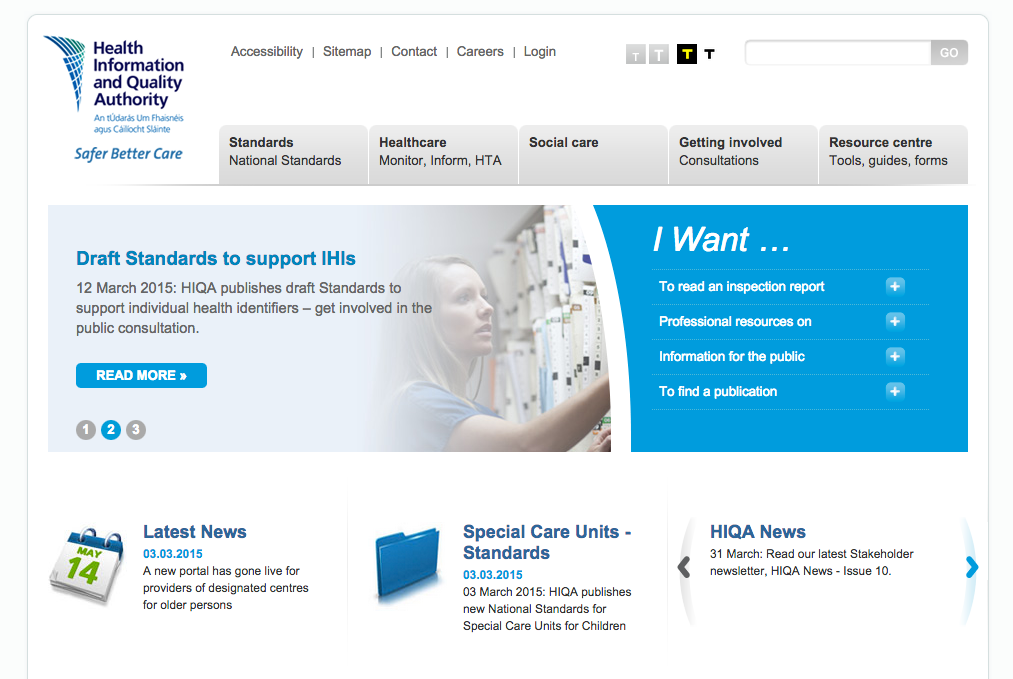 Health
Information
and Quality
Authority
An tÚdarás Um Fhaisnéis
agus Cáilíocht Sláinte
Safer Better Care
Accessibility | Sitemap | Contact | Careers | Login
T T T T
GO
Standards
National Standards
Healthcare
Monitor, Inform, HTA
Social care
Getting involved
Consultations
Resource centre
Tools, guides, forms
Draft Standards to support IHIs
12 March 2015: HIQA publishes draft Standards to
support individual health identifiers – get involved in the
public consultation.
READ MORE »
1 2 3
I Want ...
To read an inspection report
Professional resources on
Information for the public
To find a publication
MAY
14
Latest News
03.03.2015
A new portal has gone live for
providers of designated centres
for older persons
Special Care Units -
Standards
03.03.2015
03 March 2015: HIQA publishes
new National Standards for
Special Care Units for Children
HIQA News
31 March: Read our latest Stakeholder
newsletter, HIQA News - Issue 10.